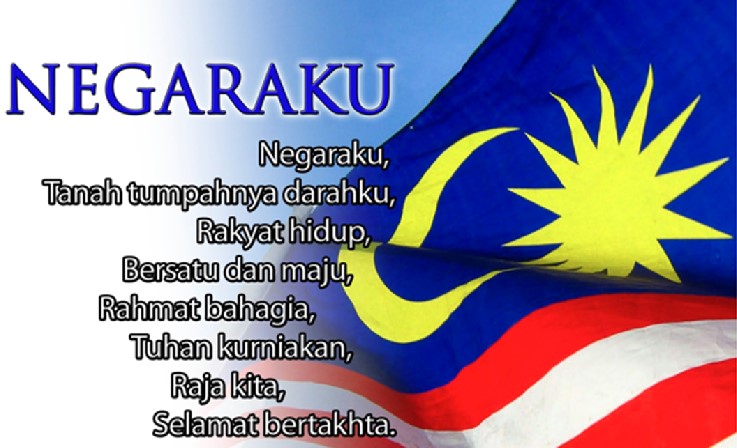 NEGARAKU
Negaraku,
Tanah tumpahnya darahku,
Rakyat hidup,
Bersatu dan maju,
Rahmat bahagia,
Tuhan kurniakan,
Raja kita,
Selamat bertakhta.